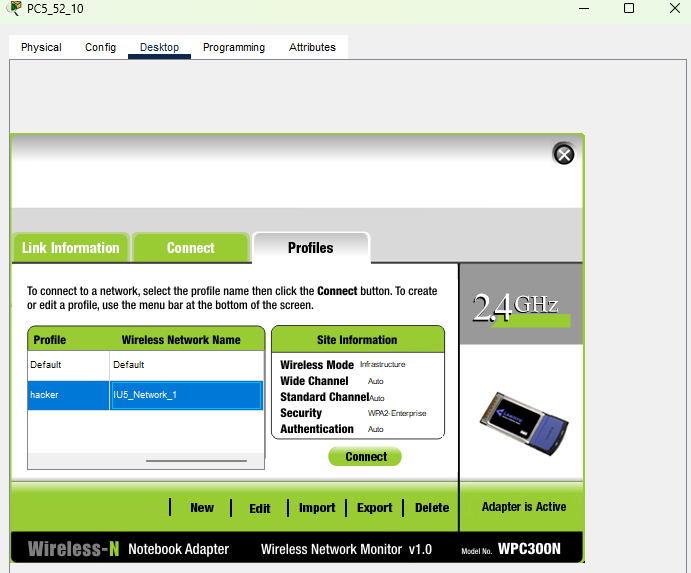 PC5_52_10
Physical Config Desktop Programming Attributes
Link Information Connect Profiles
To connect to a network, select the profile name then click the Connect button. To create
or edit a profile, use the menu bar at the bottom of the screen.
2.4GHz
Profile Wireless Network Name
Default Default
hacker IU5_Network_1
Site Information
Wireless Mode Infrastructure
Wide Channel Auto
Standard Channel Auto
Security WPA2-Enterprise
Authentication Auto
Connect
New Edit Import Export Delete
Adapter is Active
Wireless-N Notebook Adapter Wireless Network Monitor v1.0 Model No. WPC300N